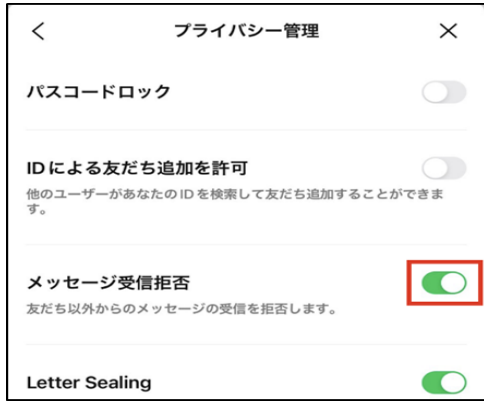 プライバシー管理
パスコードロック
IDによる友だち追加を許可
他のユーザーがあなたのIDを検索して友だち追加することができま
す。
メッセージ受信拒否
友だち以外からのメッセージの受信を拒否します。
Letter Sealing